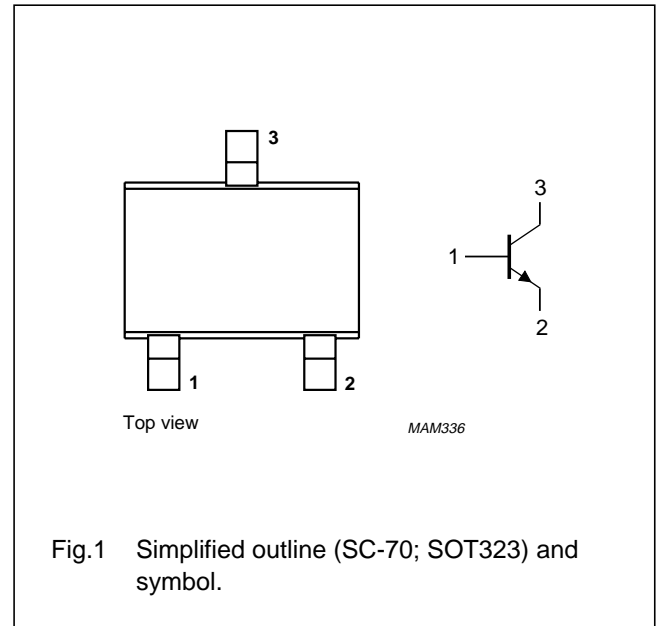 3
1
2
Top view
3
1
2
MAM336
Fig.1 Simplified outline (SC-70; SOT323) and
symbol.